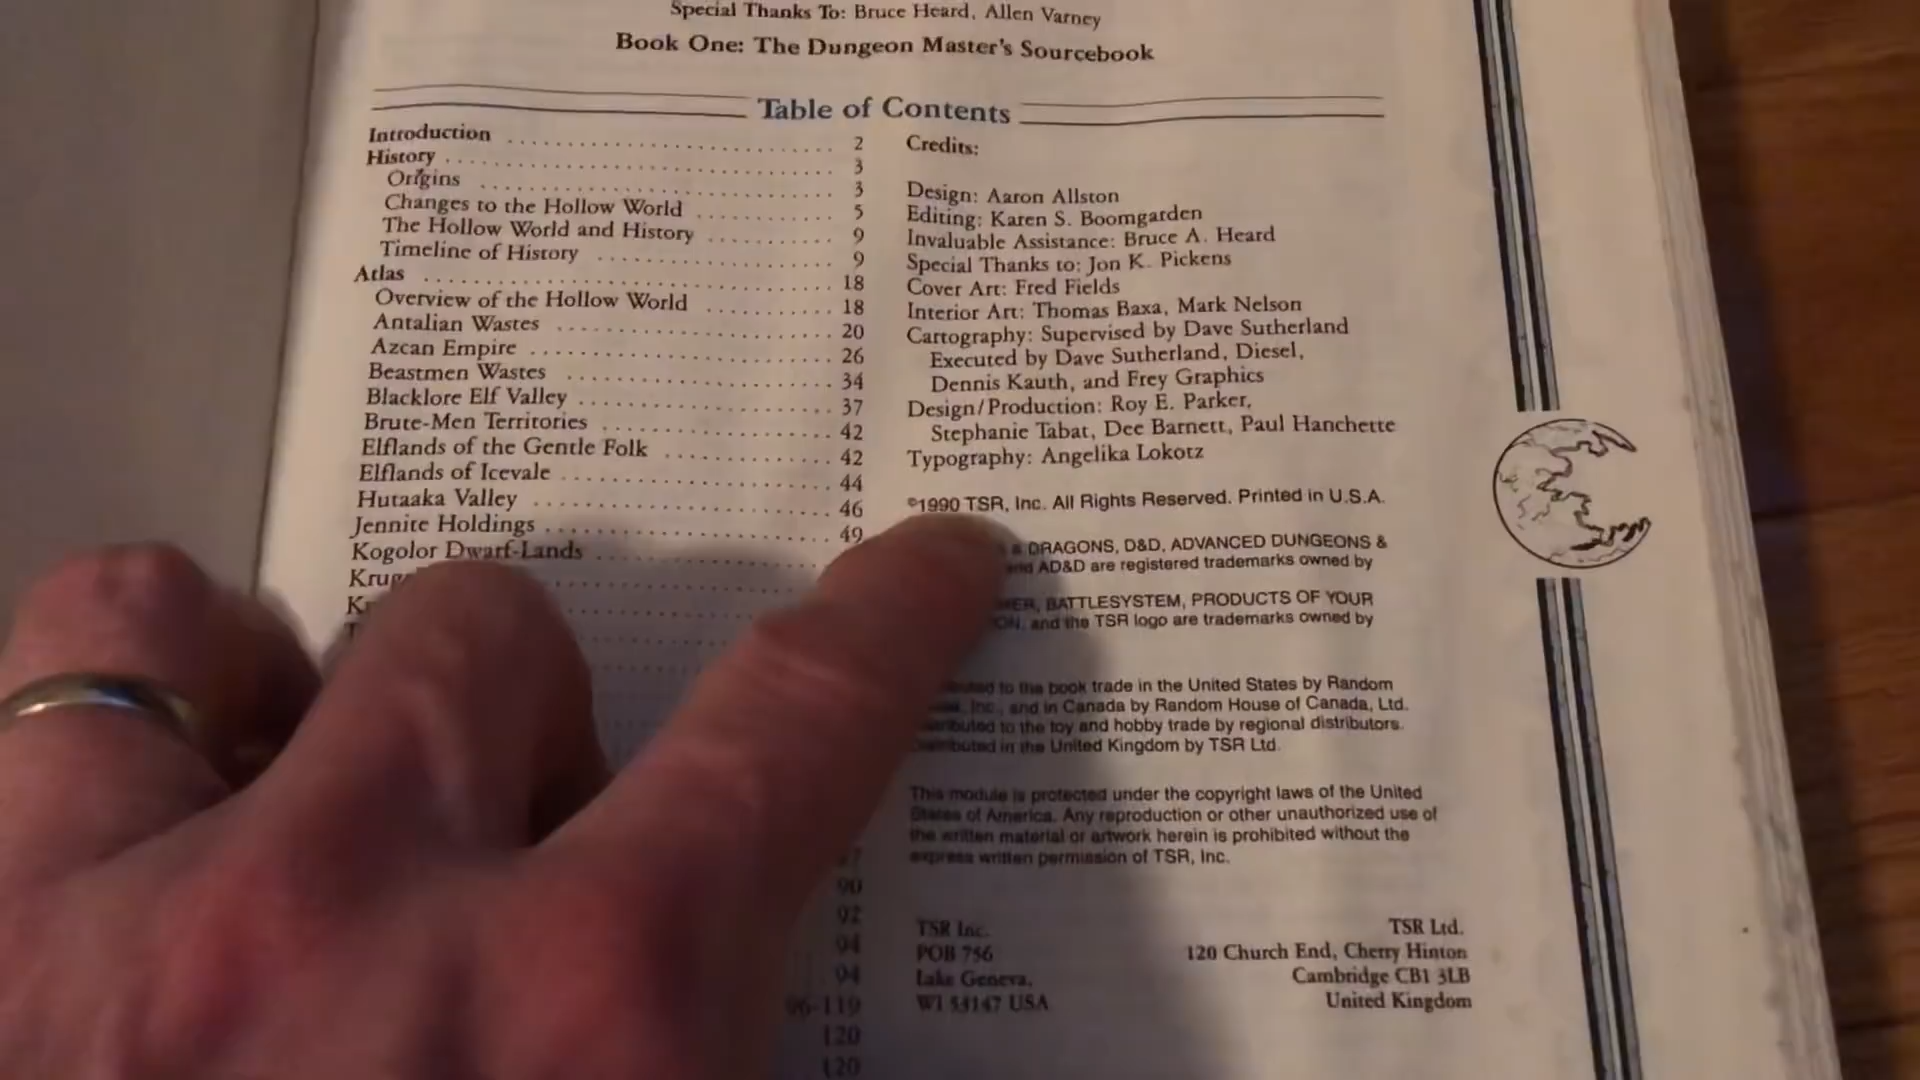 Special Thanks To: Bruce Heard, Allen Varney
Book One: The Dungeon Master's Sourcebook
Table of Contents
Introduction 2
History 3
Origins 3
Changes to the Hollow World 5
The Hollow World and History 9
Timeline of History 9
Atlas 18
Overview of the Hollow World 18
Antalian Wastes 20
Azcan Empire 26
Beastmen Wastes 34
Blacklore Elf Valley 37
Brute-Men Territories 42
Elflands of the Gentle Folk 42
Elflands of Icevale 44
Hutaaka Valley 46
Jennite Holdings 49
Kogolor Dwarf-Lands
90
92
94
94
96-119
120
120
Credits:
Design: Aaron Allston
Editing: Karen S. Boomgarden
Invaluable Assistance: Bruce A. Heard
Special Thanks to: Jon K. Pickens
Cover Art: Fred Fields
Interior Art: Thomas Baxa, Mark Nelson
Cartography: Supervised by Dave Sutherland
Executed by Dave Sutherland, Diesel,
Dennis Kauth, and Frey Graphics
Design/Production: Roy E. Parker,
Stephanie Tabat, Dee Barnett, Paul Hanchette
Typography: Angelika Lokotz
©1990 TSR, Inc. All Rights Reserved. Printed in U.S.A.
& DRAGONS, D&D, ADVANCED DUNGEONS &
and AD&D are registered trademarks owned by
BATTLESYSTEM, PRODUCTS OF YOUR
and the TSR logo are trademarks owned by
to the book trade in the United States by Random
Inc., and in Canada by Random House of Canada, Ltd.
to the toy and hobby trade by regional distributors.
in the United Kingdom by TSR Ltd.
This module is protected under the copyright laws of the United
States of America. Any reproduction or other unauthorized use of
the written material or artwork herein is prohibited without the
express written permission of TSR, Inc.
TSR Inc.
POB 756
Lake Geneva,
WI 53147 USA
TSR Ltd.
120 Church End, Cherry Hinton
Cambridge CB1 3LB
United Kingdom